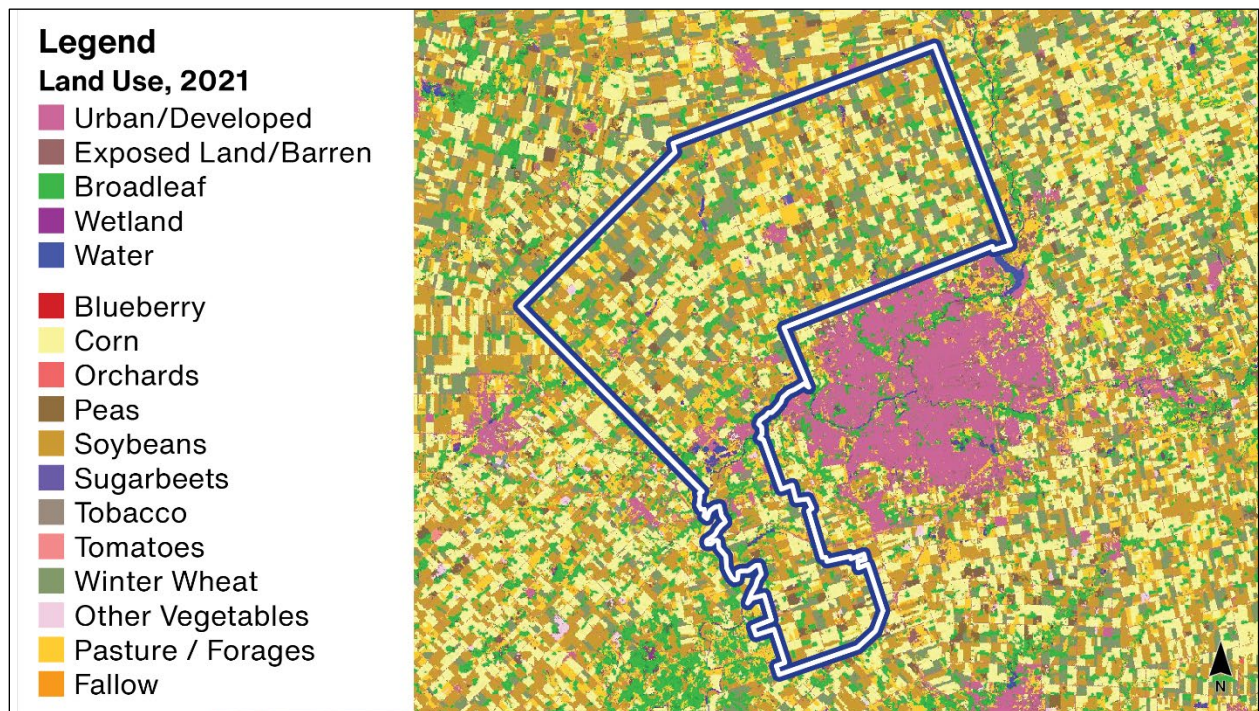 Legend
Land Use, 2021
Urban/Developed
Exposed Land/Barren
Broadleaf
Wetland
Water
Blueberry
Corn
Orchards
Peas
Soybeans
Sugarbeets
Tobacco
Tomatoes
Winter Wheat
Other Vegetables
Pasture / Forages
Fallow
N